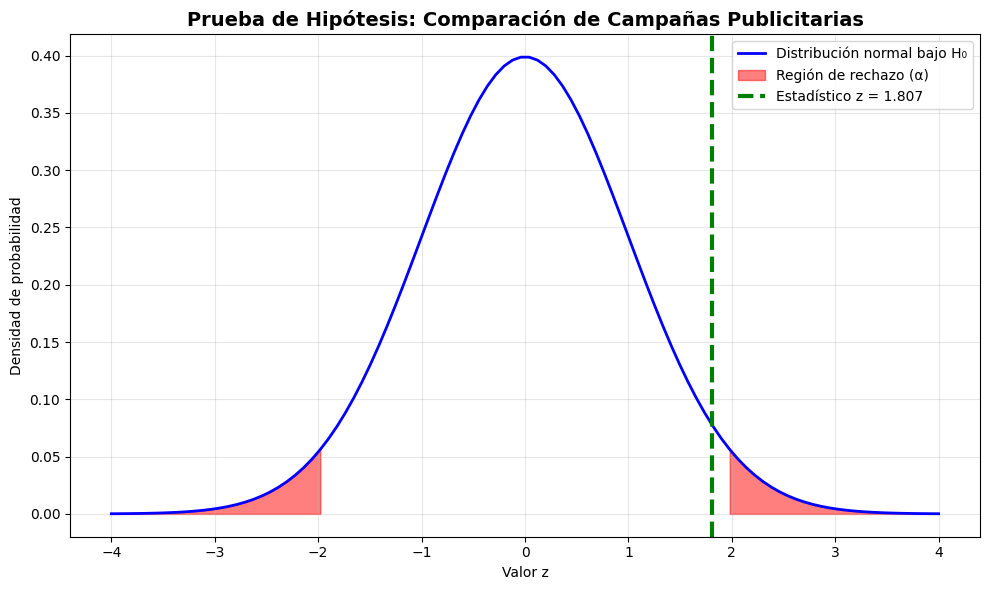 Prueba de Hipótesis: Comparación de Campañas Publicitarias
Distribución normal bajo H₀
Región de rechazo (α)
Estadístico z = 1.807
Densidad de probabilidad
0.40
0.35
0.30
0.25
0.20
0.15
0.10
0.05
0.00
−4 −3 −2 −1 0 1 2 3 4
Valor z